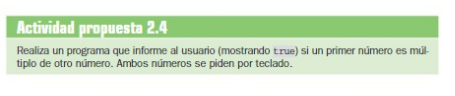 Actividad propuesta 2.4
Realiza un programa que informe al usuario (mostrando true) si un primer número es múl-
tiplo de otro número. Ambos números se piden por teclado.